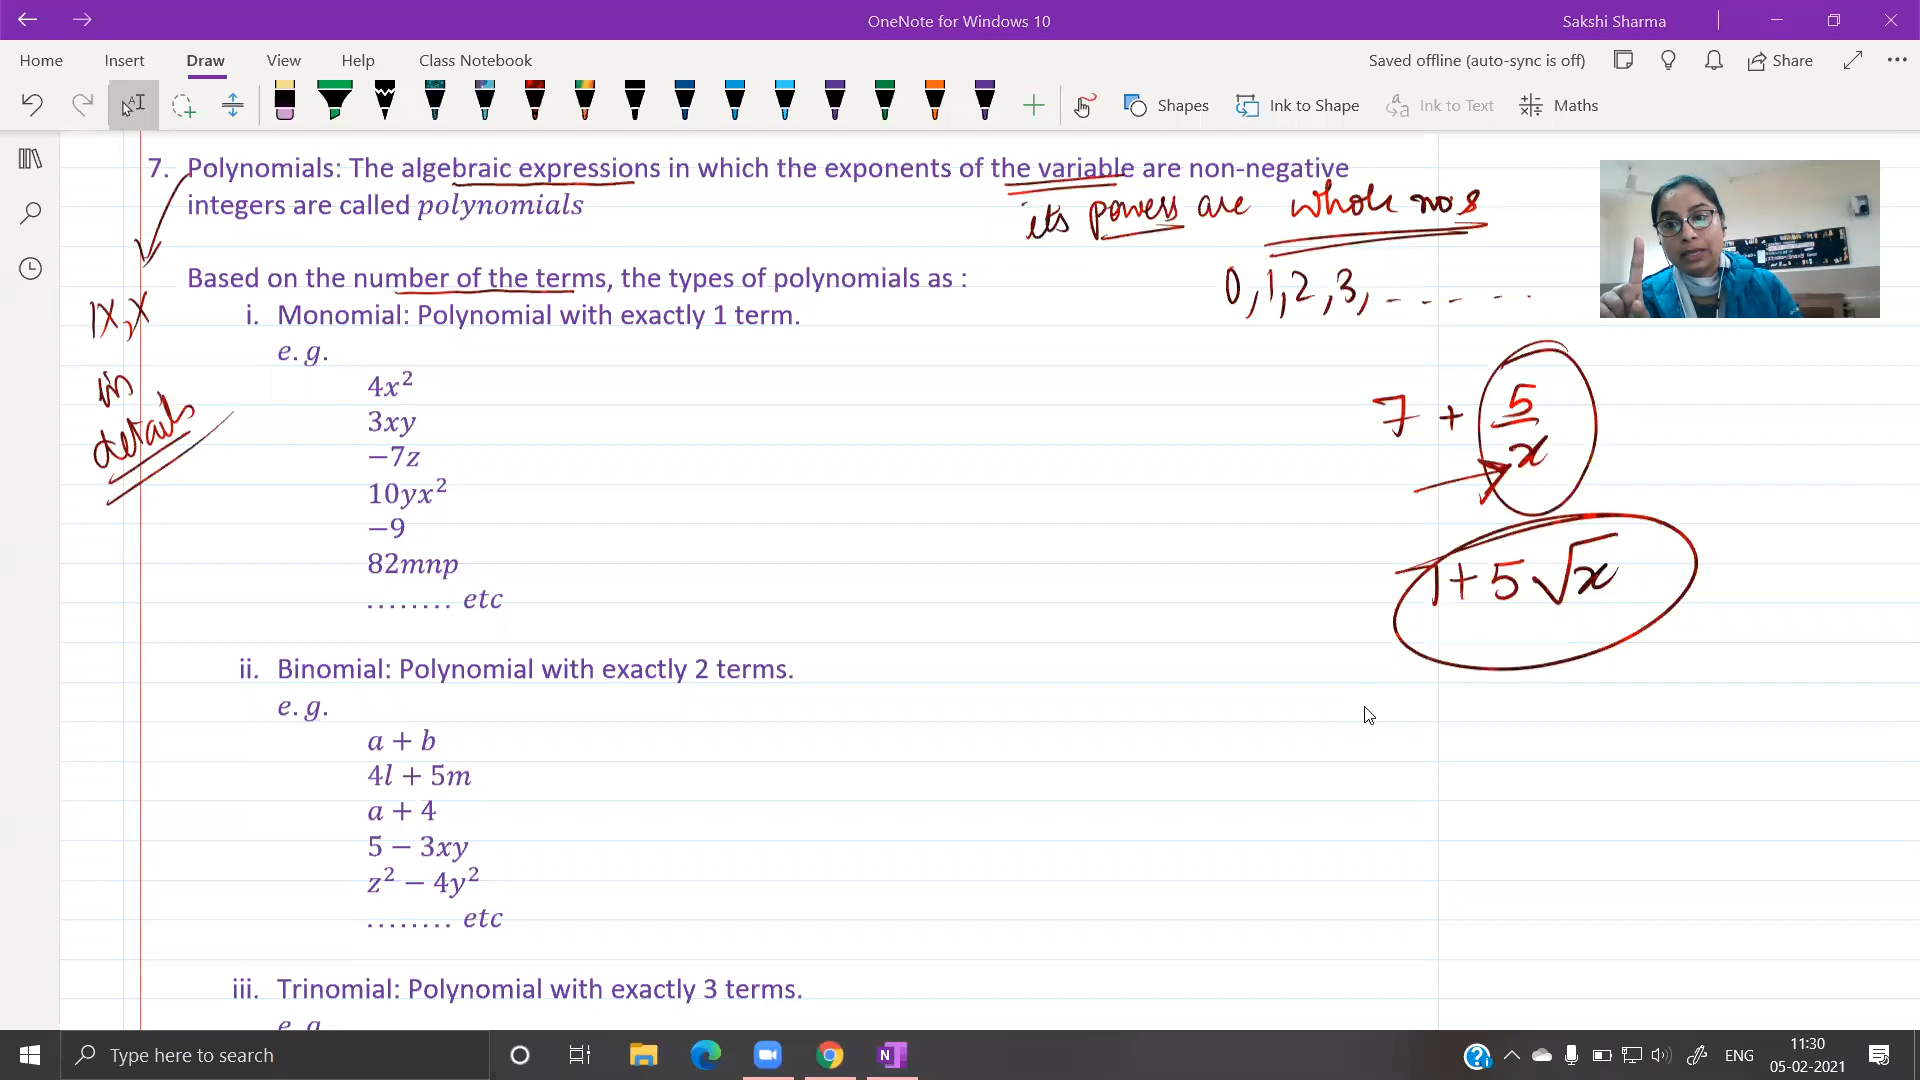 OneNote for Windows 10
Sakshi Sharma
Home Insert Draw View Help Class Notebook
Saved offline (auto-sync is off) Share
Shapes Ink to Shape Ink to Text Maths
7. Polynomials: The algebraic expressions in which the exponents of the variable are non-negative
integers are called polynomials
its powers are whole nos
Based on the number of the terms, the types of polynomials as :
0, 1, 2, 3, - - - - - -
IX, X
in
details
i. Monomial: Polynomial with exactly 1 term.
e. g.
4x²
3xy
−7z
10yx²
−9
82mnp
........ etc
7 + 5/x
1 + 5√x
ii. Binomial: Polynomial with exactly 2 terms.
e. g.
a + b
4l + 5m
a + 4
5 − 3xy
z² − 4y²
........ etc
iii. Trinomial: Polynomial with exactly 3 terms.
e. g
Type here to search
ENG
11:30
05-02-2021